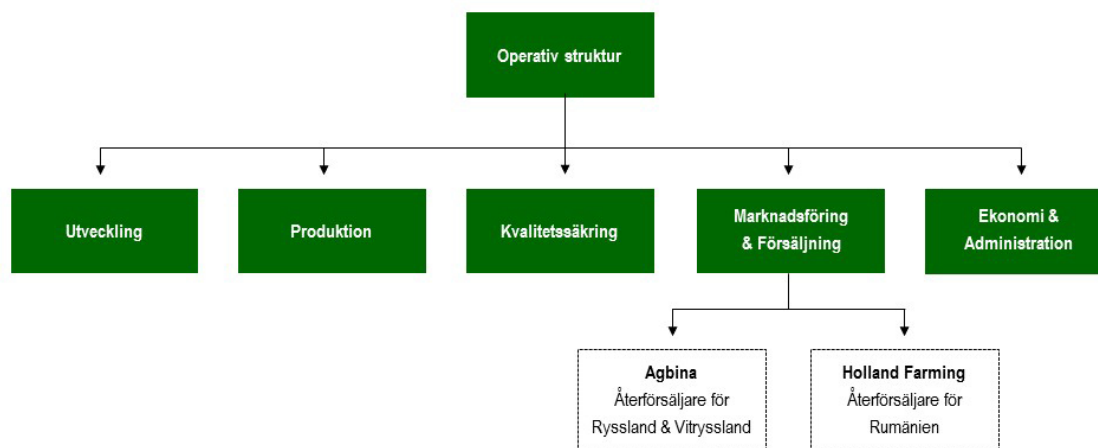 Operativ struktur
Utveckling
Produktion
Kvalitetssäkring
Marknadsföring
& Försäljning
Ekonomi &
Administration
Agbina
Återförsäljare för
Ryssland & Vitryssland
Holland Farming
Återförsäljare för
Rumänien